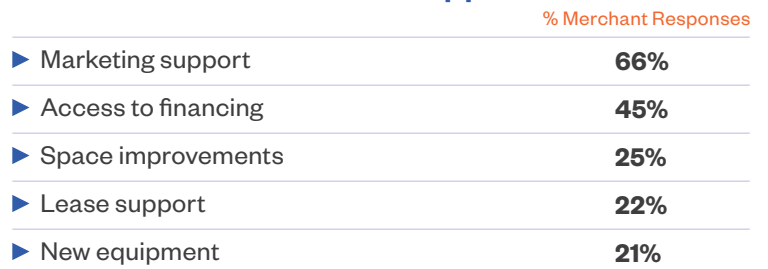 % Merchant Responses
▶ Marketing support 66%
▶ Access to financing 45%
▶ Space improvements 25%
▶ Lease support 22%
▶ New equipment 21%